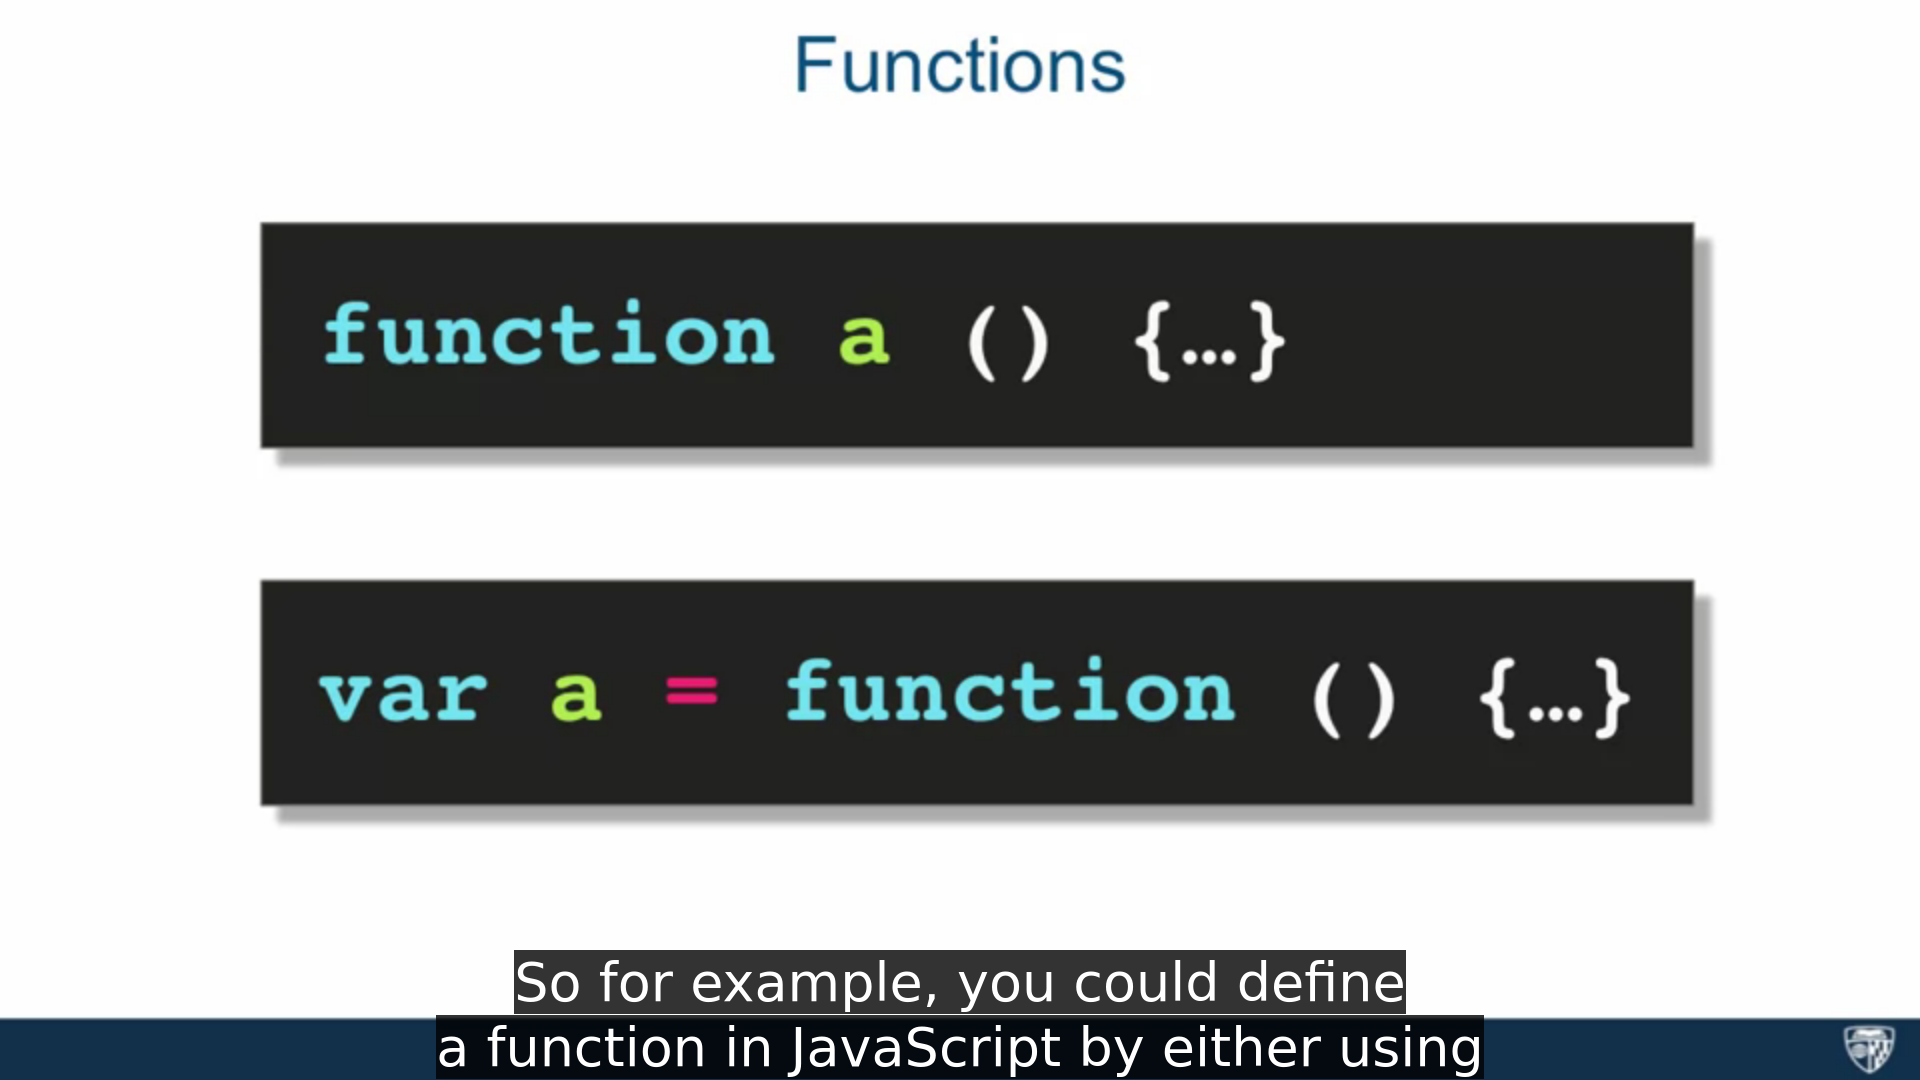 Functions
function a () {…}
var a = function () {…}
So for example, you could define
a function in JavaScript by either using